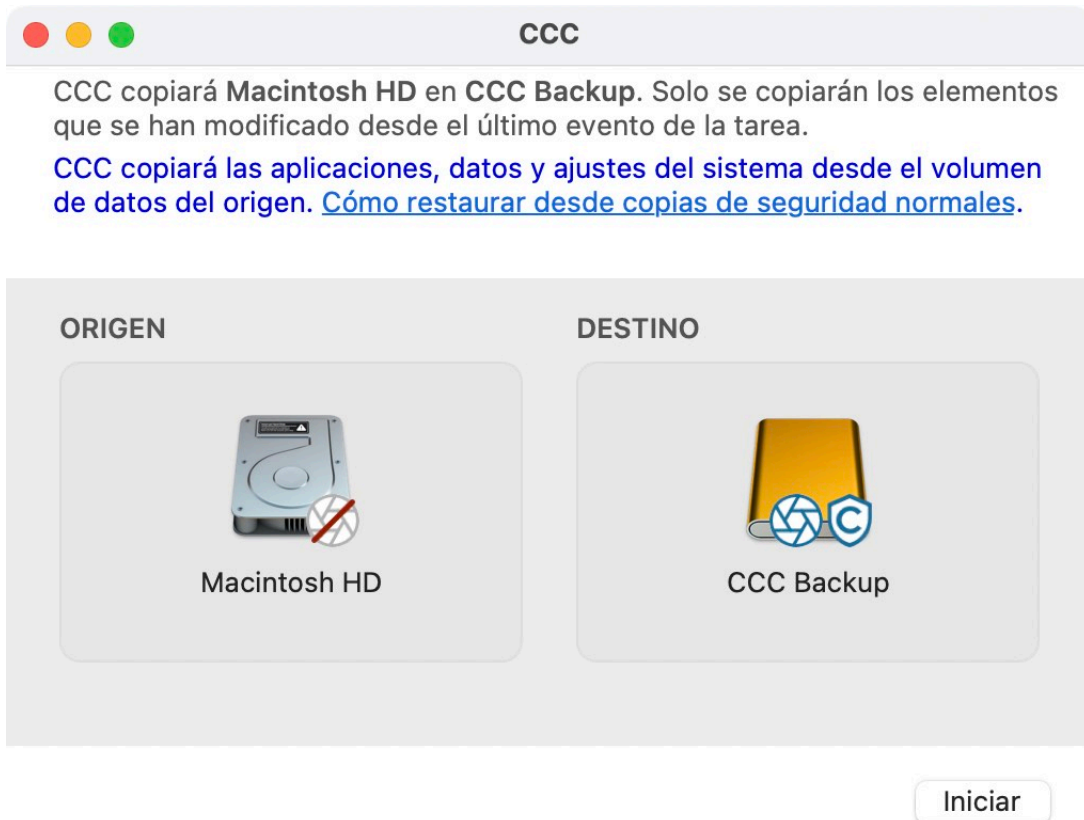 CCC
CCC copiará Macintosh HD en CCC Backup. Solo se copiarán los elementos
que se han modificado desde el último evento de la tarea.
CCC copiará las aplicaciones, datos y ajustes del sistema desde el volumen
de datos del origen. Cómo restaurar desde copias de seguridad normales.
ORIGEN
DESTINO
Macintosh HD
CCC Backup
Iniciar